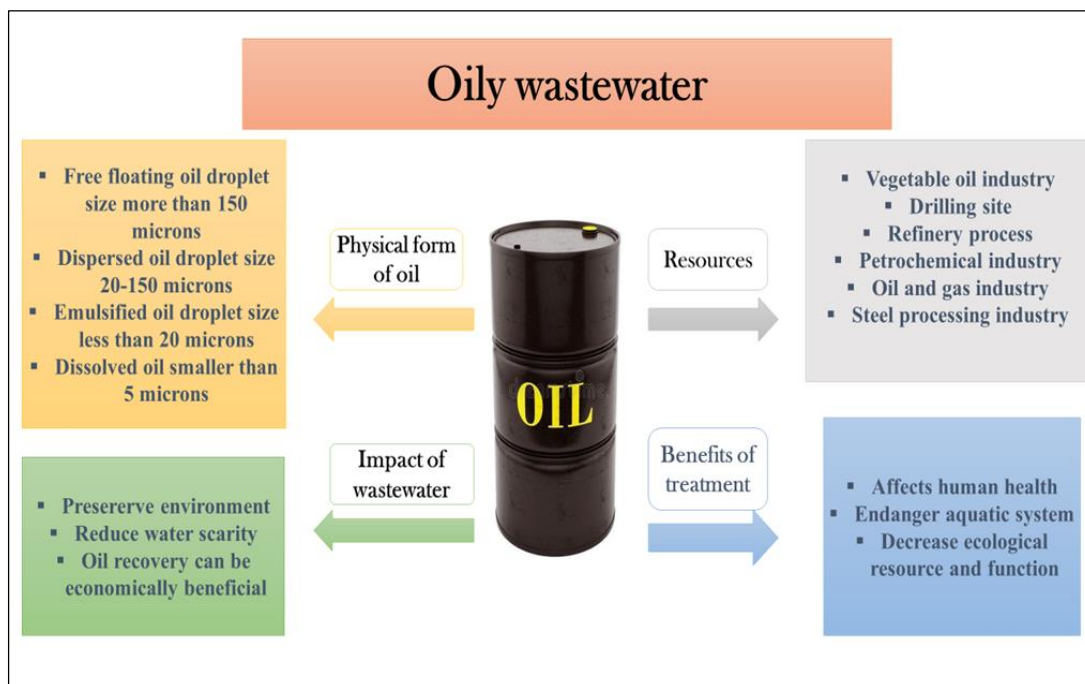 Oily wastewater
▪ Free floating oil droplet
size more than 150
microns
▪ Dispersed oil droplet size
20-150 microns
▪ Emulsified oil droplet size
less than 20 microns
▪ Dissolved oil smaller than
5 microns
Physical form
of oil
Resources
▪ Vegetable oil industry
▪ Drilling site
▪ Refinery process
▪ Petrochemical industry
▪ Oil and gas industry
▪ Steel processing industry
OIL
Impact of
wastewater
Benefits of
treatment
▪ Presererve environment
▪ Reduce water scarity
▪ Oil recovery can be
economically beneficial
▪ Affects human health
▪ Endanger aquatic system
▪ Decrease ecological
resource and function